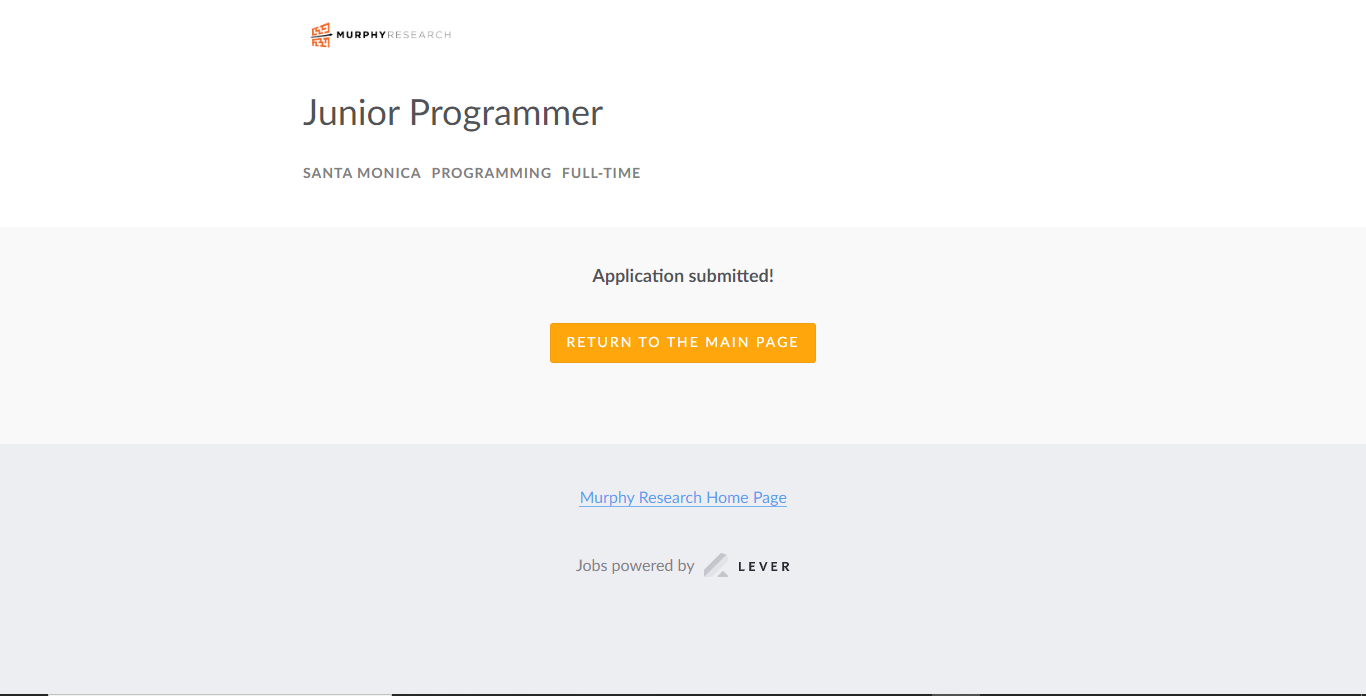 MURPHYRESEARCH
Junior Programmer
SANTA MONICA PROGRAMMING FULL-TIME
Application submitted!
RETURN TO THE MAIN PAGE
Murphy Research Home Page
Jobs powered by LEVER